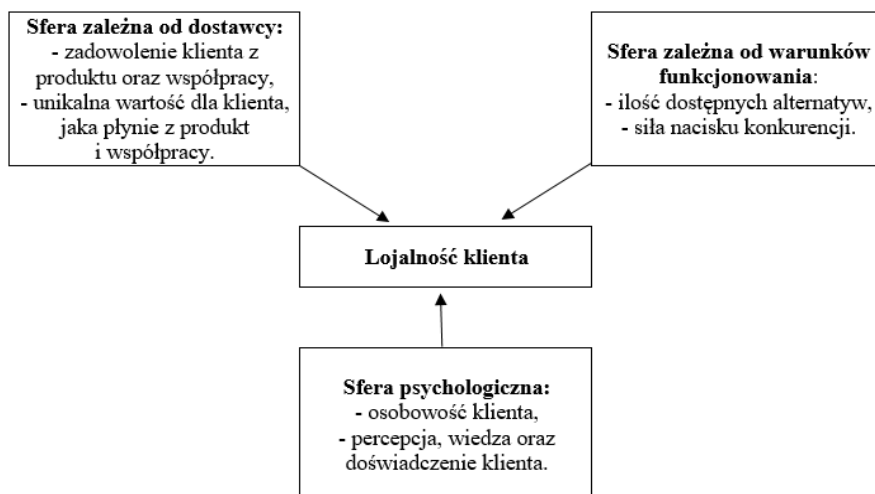 Sfera zależna od dostawcy:
- zadowolenie klienta z
produktu oraz współpracy,
- unikalna wartość dla klienta,
jaka płynie z produkt
i współpracy.
Sfera zależna od warunków
funkcjonowania:
- ilość dostępnych alternatyw,
- siła nacisku konkurencji.
Lojalność klienta
Sfera psychologiczna:
- osobowość klienta,
- percepcja, wiedza oraz
doświadczenie klienta.